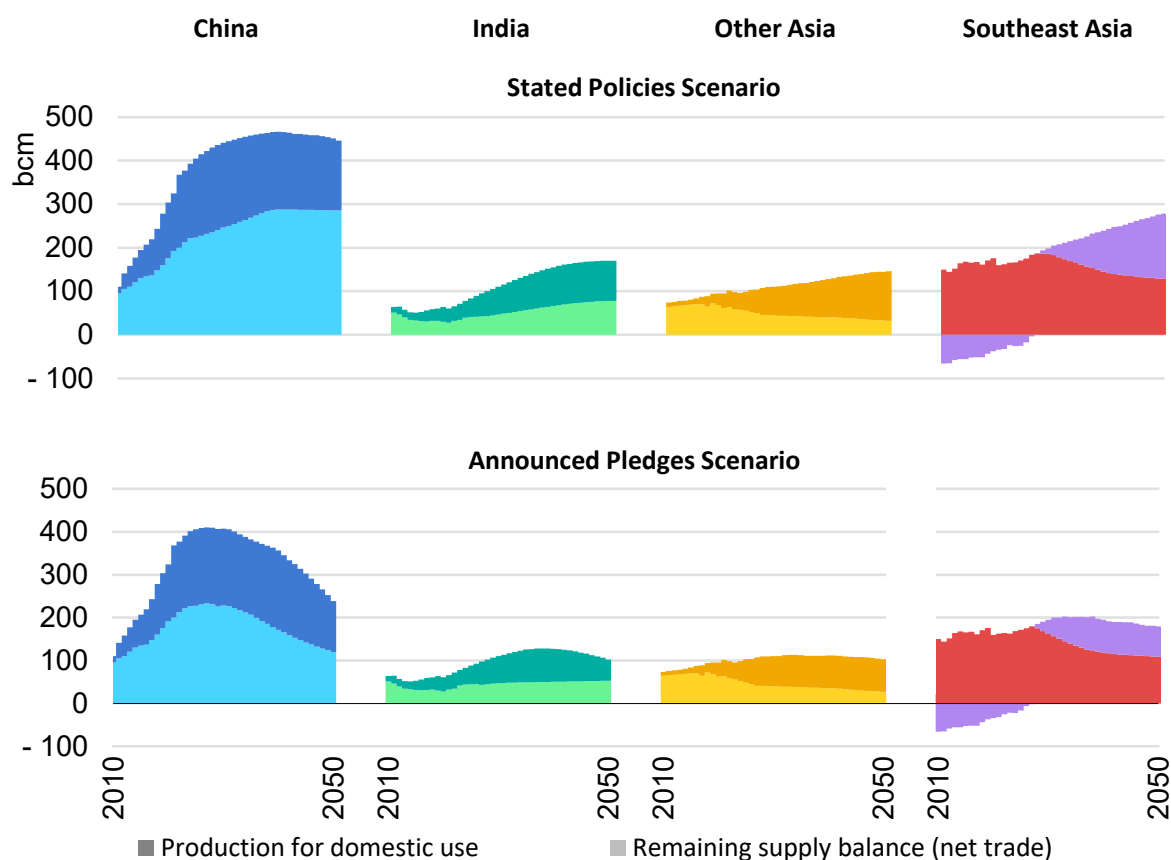 China India Other Asia Southeast Asia
Stated Policies Scenario
bcm
500
400
300
200
100
0
- 100
Announced Pledges Scenario
500
400
300
200
100
0
- 100
2010 2050 2010 2050 2010 2050 2010 2050
Production for domestic use Remaining supply balance (net trade)